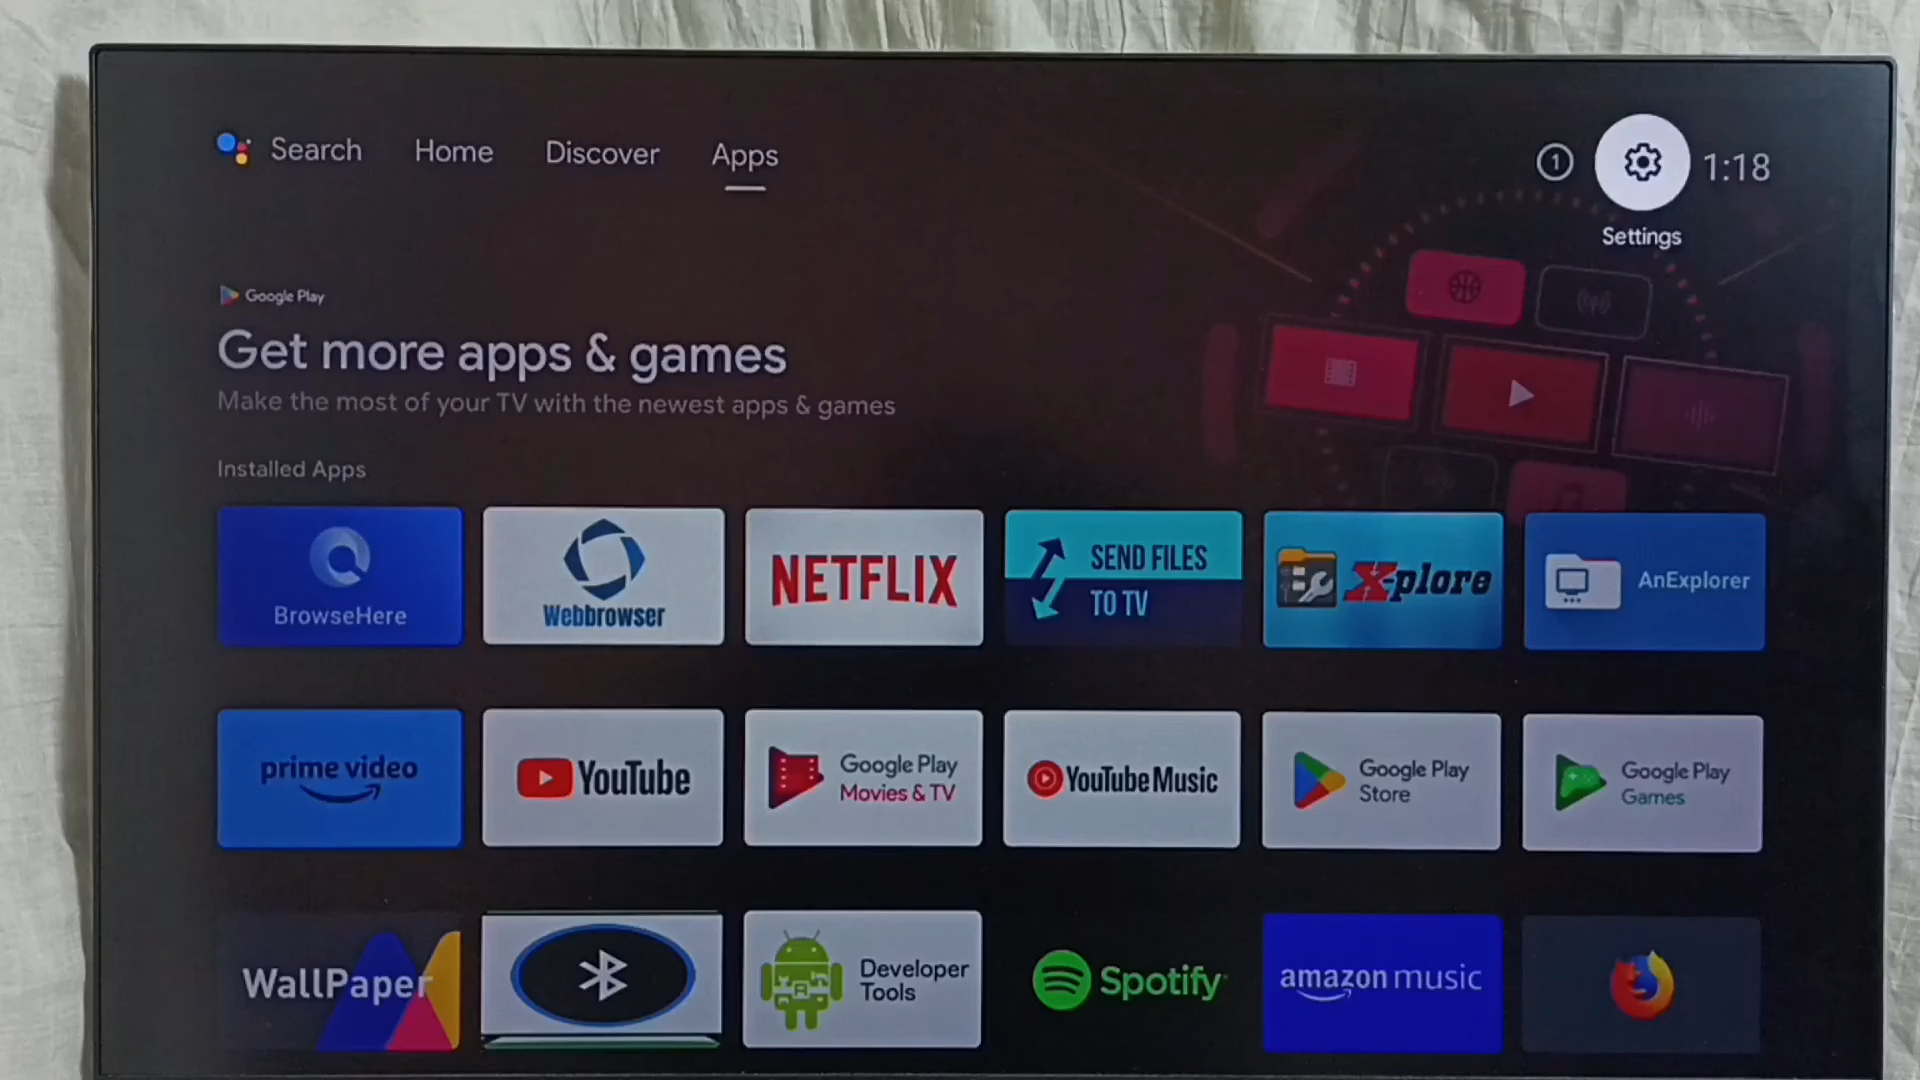 Search Home Discover Apps
1 1:18
Settings
Google Play
Get more apps & games
Make the most of your TV with the newest apps & games
Installed Apps
BrowseHere
Webbrowser
NETFLIX
SEND FILES
TO TV
X-plore
AnExplorer
prime video
YouTube
Google Play
Movies & TV
YouTube Music
Google Play
Store
Google Play
Games
WallPaper
Developer
Tools
Spotify
amazon music